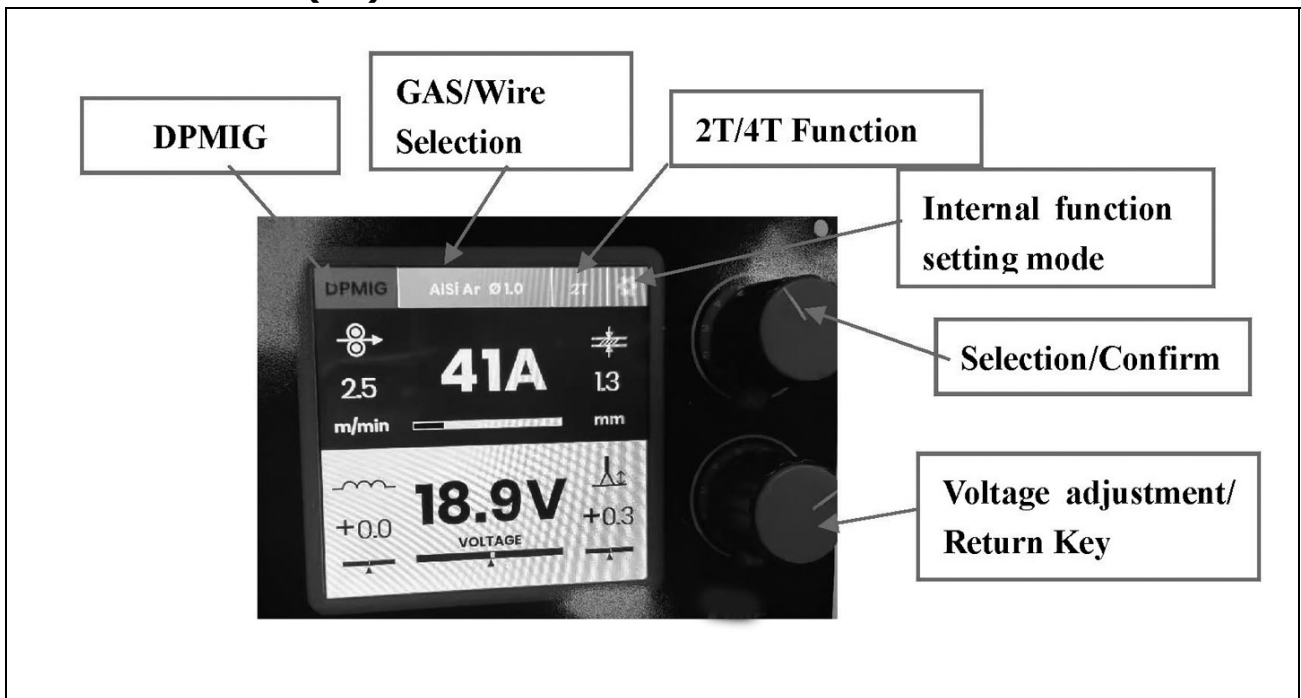 GAS/Wire
Selection
DPMIG
2T/4T Function
Internal function
setting mode
Selection/Confirm
Voltage adjustment/
Return Key
DPMIG
AlSi Ar Ø1.0
2T
2.5
m/min
41A
1.3
mm
+0.0
18.9V
VOLTAGE
+0.3